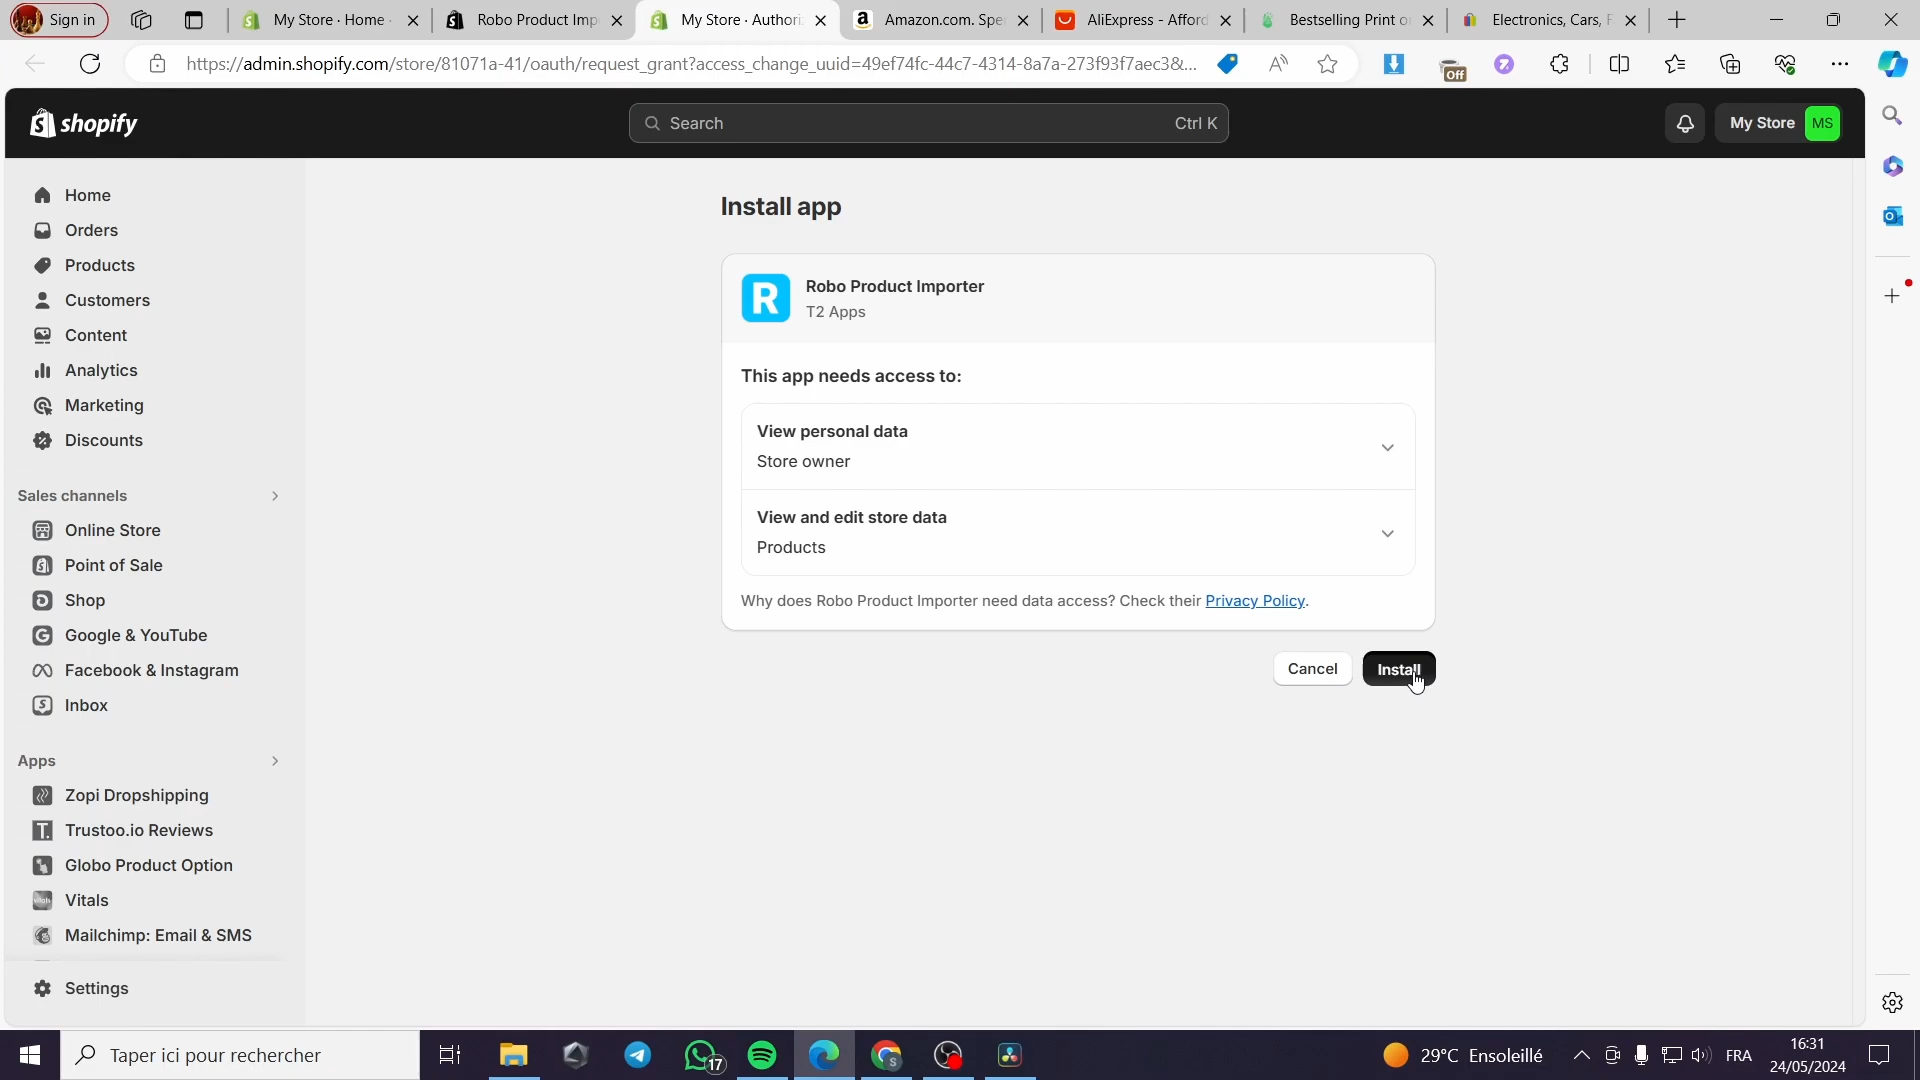 Sign in
My Store · Home
Robo Product Imp
My Store · Authori
Amazon.com. Spe
AliExpress - Afford
Bestselling Print o
Electronics, Cars, F
https://admin.shopify.com/store/81071a-41/oauth/request_grant?access_change_uuid=49ef74fc-44c7-4314-8a7a-273f93f7aec3&...
Off
shopify
Search
Ctrl K
My Store
MS
Home
Orders
Products
Customers
Content
Analytics
Marketing
Discounts
Sales channels
Online Store
Point of Sale
Shop
Google & YouTube
Facebook & Instagram
Inbox
Apps
Zopi Dropshipping
Trustoo.io Reviews
Globo Product Option
Vitals
Mailchimp: Email & SMS
Settings
Install app
R
Robo Product Importer
T2 Apps
This app needs access to:
View personal data
Store owner
View and edit store data
Products
Why does Robo Product Importer need data access? Check their Privacy Policy.
Cancel
Install
Taper ici pour rechercher
17
29°C Ensoleillé
FRA
16:31
24/05/2024